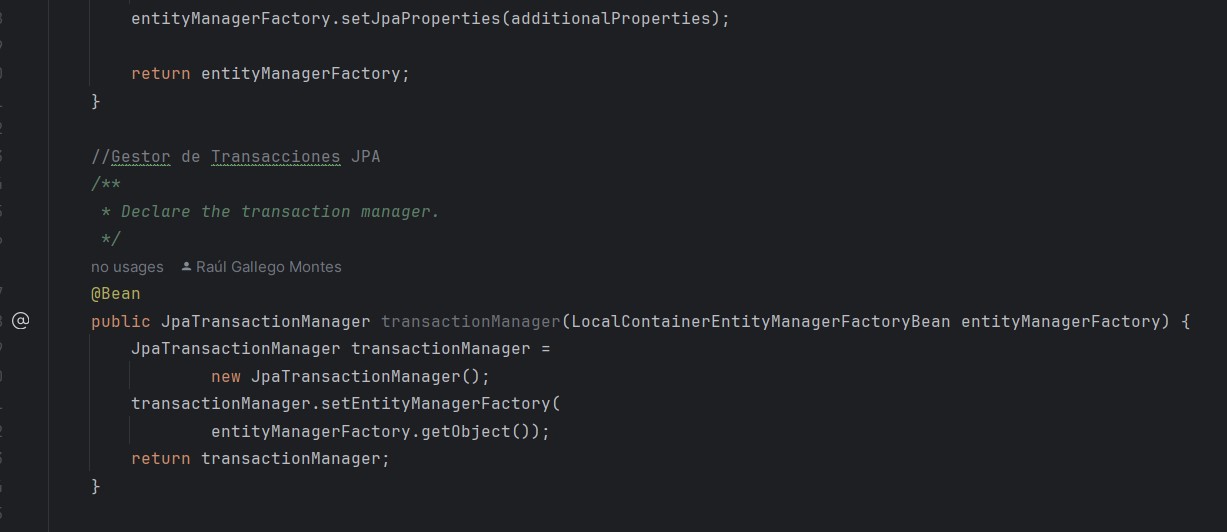 entityManagerFactory.setJpaProperties(additionalProperties);
return entityManagerFactory;
}
//Gestor de Transacciones JPA
/**
* Declare the transaction manager.
*/
no usages Raúl Gallego Montes
@Bean
public JpaTransactionManager transactionManager(LocalContainerEntityManagerFactoryBean entityManagerFactory) {
JpaTransactionManager transactionManager =
new JpaTransactionManager();
transactionManager.setEntityManagerFactory(
entityManagerFactory.getObject());
return transactionManager;
}